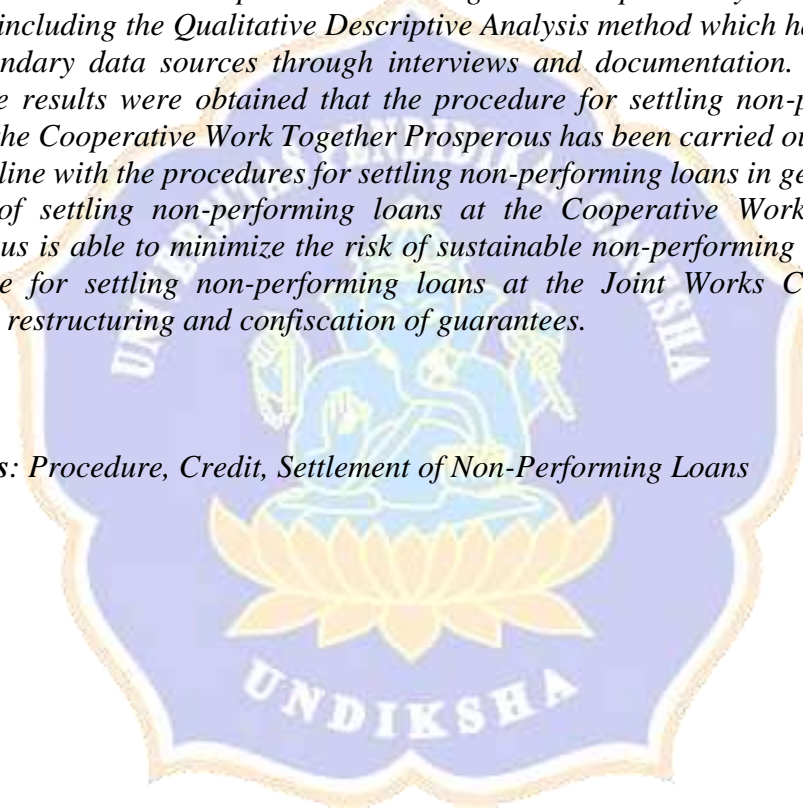 including the Qualitative Descriptive Analysis method which ha
ndary data sources through interviews and documentation.
e results were obtained that the procedure for settling non-p
he Cooperative Work Together Prosperous has been carried ou
line with the procedures for settling non-performing loans in ge
of settling non-performing loans at the Cooperative Work
us is able to minimize the risk of sustainable non-performing
e for settling non-performing loans at the Joint Works C
restructuring and confiscation of guarantees.
s: Procedure, Credit, Settlement of Non-Performing Loans
UNIVERSITAS PENDIDIKAN GANESHA
UNDIKSHA